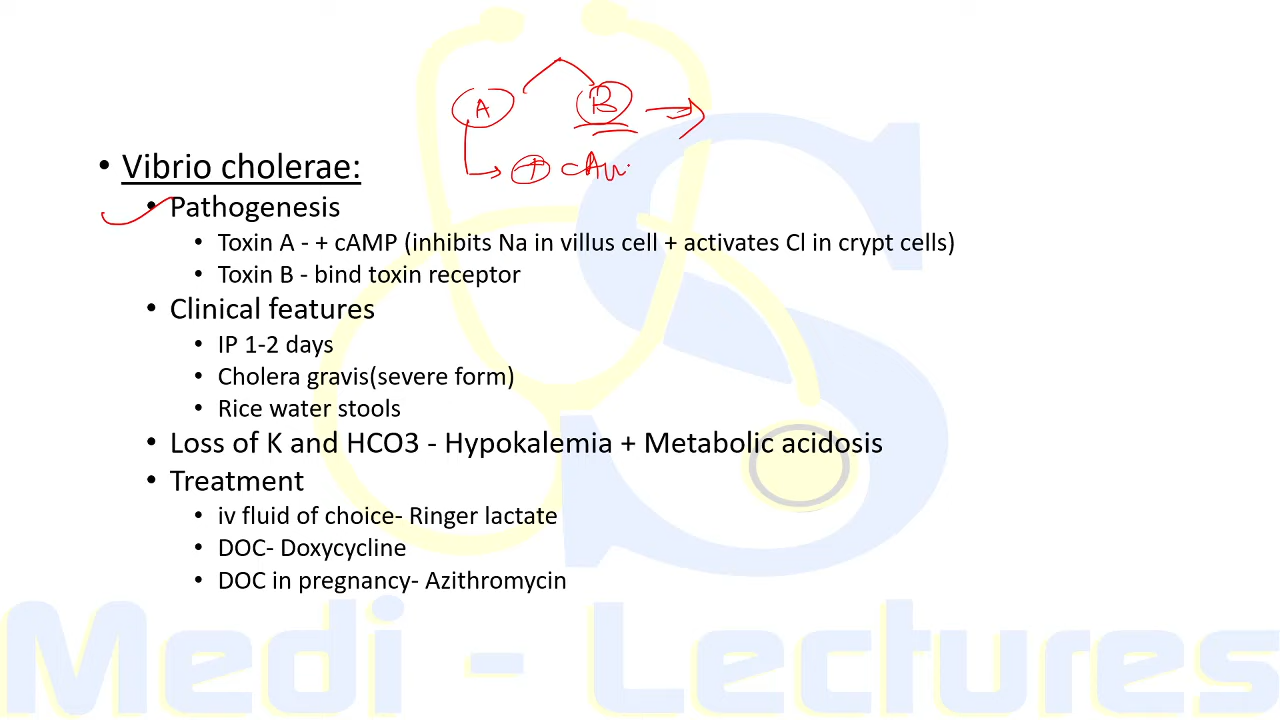 A B
+ cAM
• Vibrio cholerae:
• Pathogenesis
• Toxin A - + cAMP (inhibits Na in villus cell + activates Cl in crypt cells)
• Toxin B - bind toxin receptor
• Clinical features
• IP 1-2 days
• Cholera gravis(severe form)
• Rice water stools
• Loss of K and HCO3 - Hypokalemia + Metabolic acidosis
• Treatment
• iv fluid of choice- Ringer lactate
• DOC- Doxycycline
• DOC in pregnancy- Azithromycin
Medi - Lectures